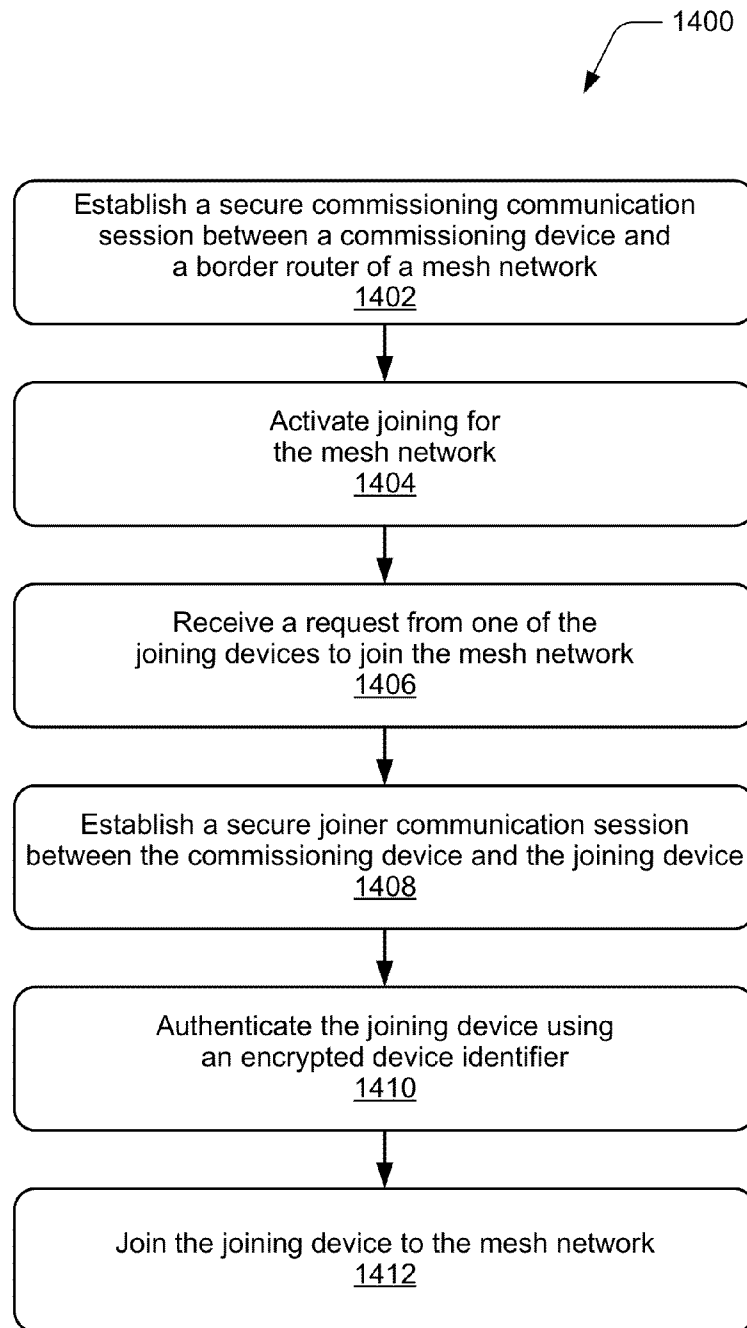 1400
Establish a secure commissioning communication
session between a commissioning device and
a border router of a mesh network
1402
Activate joining for
the mesh network
1404
Receive a request from one of the
joining devices to join the mesh network
1406
Establish a secure joiner communication session
between the commissioning device and the joining device
1408
Authenticate the joining device using
an encrypted device identifier
1410
Join the joining device to the mesh network
1412